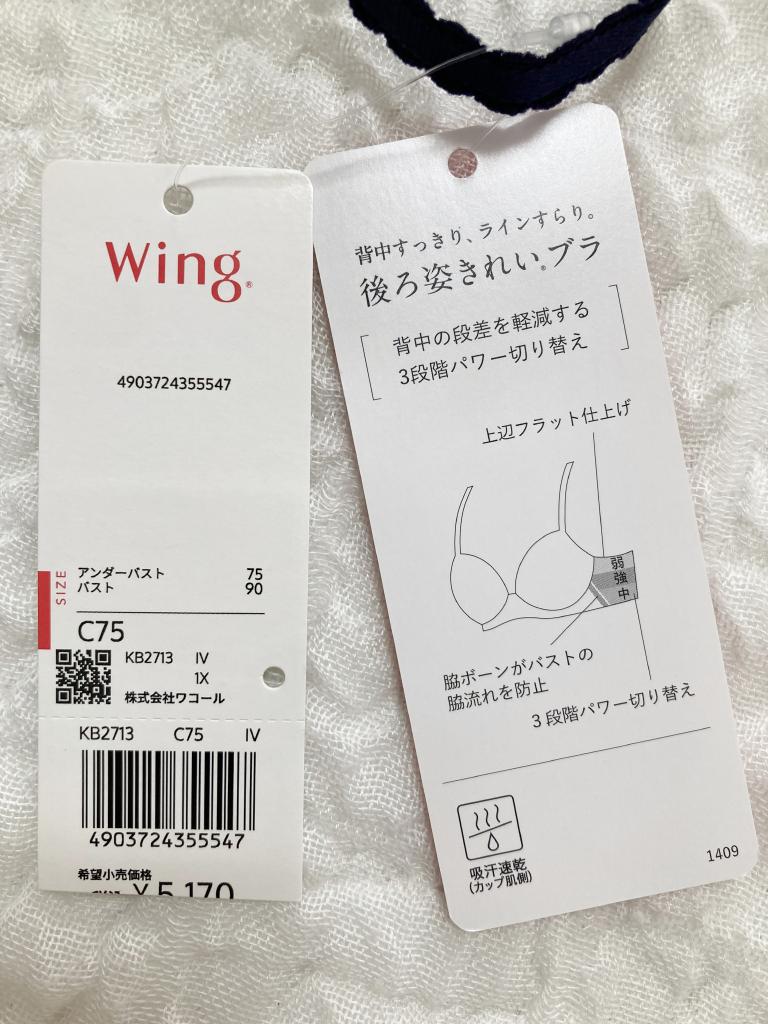 Wing®
4903724355547
SIZE
アンダーバスト 75
バスト 90
C75
KB2713 IV
1X
株式会社ワコール
KB2713 C75 IV
4903724355547
希望小売価格
¥5,170
背中すっきり、ラインすらり。
後ろ姿きれい®ブラ
背中の段差を軽減する
3段階パワー切り替え
上辺フラット仕上げ
弱
強
中
脇ボーンがバストの
脇流れを防止
3段階パワー切り替え
吸汗速乾
(カップ肌側)
1409